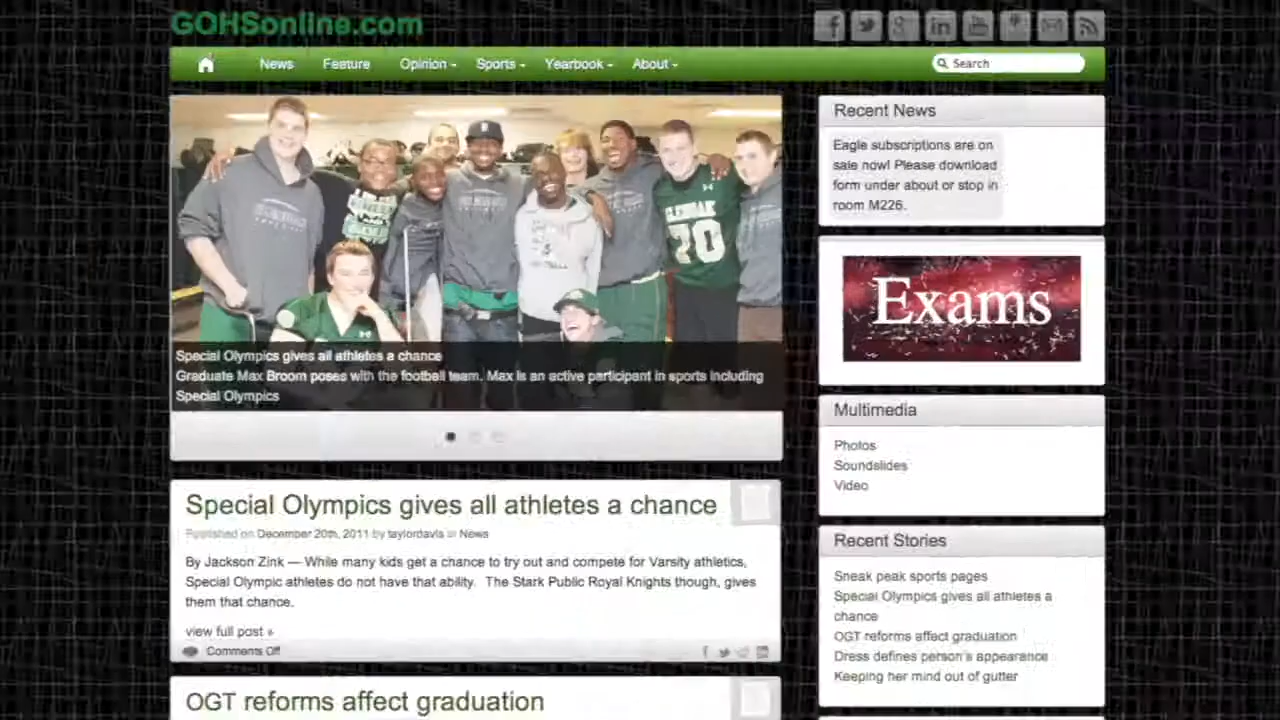 GOHSonline.com
News Feature Opinion Sports Yearbook About Search
Special Olympics gives all athletes a chance
Graduate Max Broom poses with the football team. Max is an active participant in sports including
Special Olympics
Special Olympics gives all athletes a chance
Published on December 20th, 2011 by taylordavis in News
By Jackson Zink — While many kids get a chance to try out and compete for Varsity athletics,
Special Olympic athletes do not have that ability. The Stark Public Royal Knights though, gives
them that chance.
view full post »
Comments Off
OGT reforms affect graduation
Recent News
Eagle subscriptions are on
sale now! Please download
form under about or stop in
room M226.
Exams
Multimedia
Photos
Soundslides
Video
Recent Stories
Sneak peak sports pages
Special Olympics gives all athletes a
chance
OGT reforms affect graduation
Dress defines person's appearance
Keeping her mind out of gutter
70